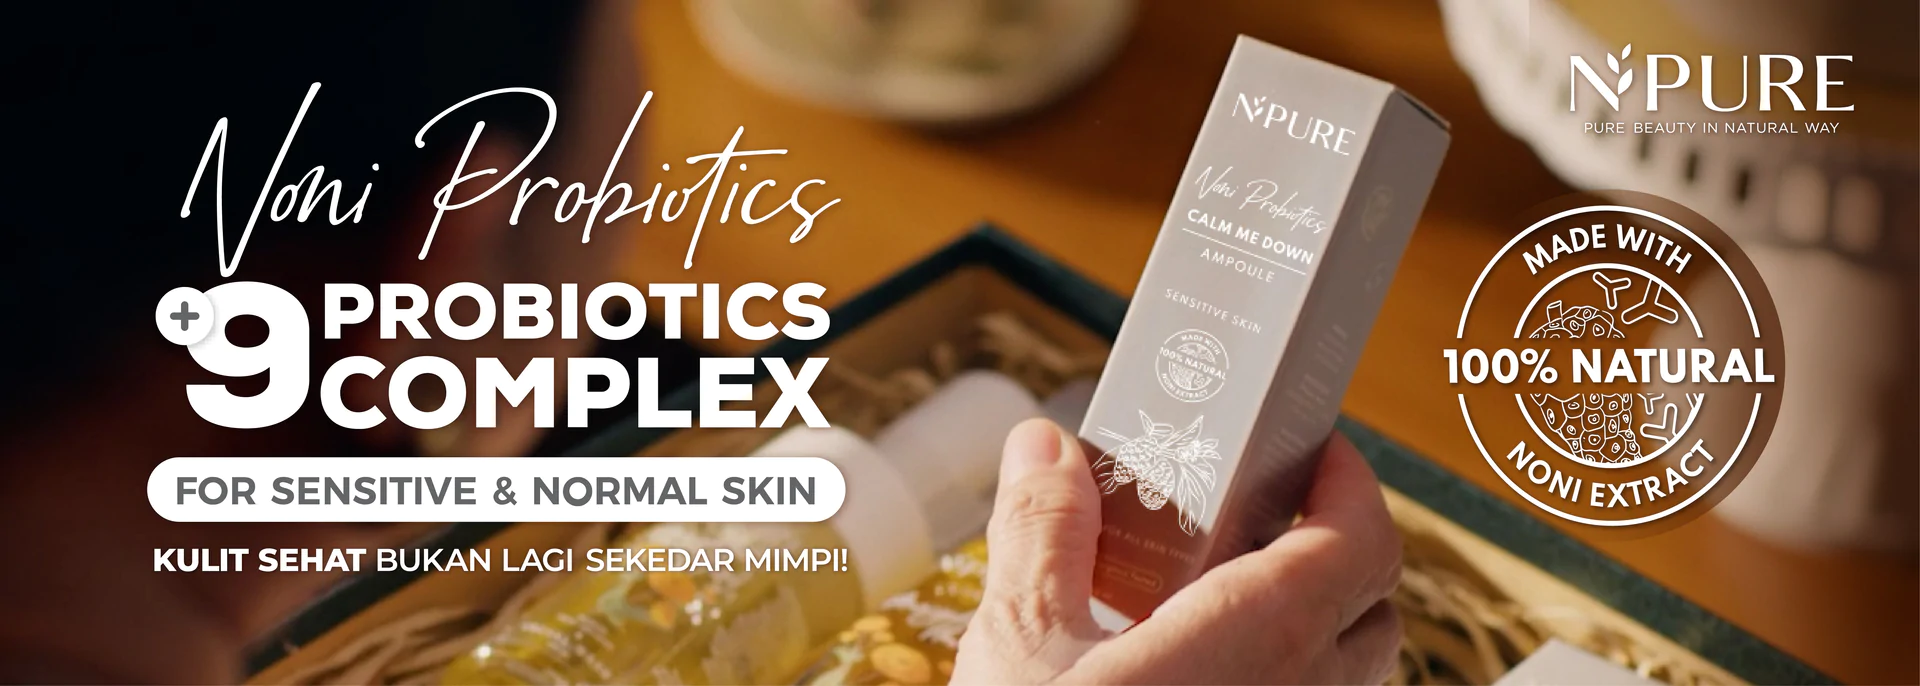 Noni Probiotics
+9 PROBIOTICS
COMPLEX
FOR SENSITIVE & NORMAL SKIN
KULIT SEHAT BUKAN LAGI SEKEDAR MIMPI!
NPURE
Noni Probiotics
CALM ME DOWN
AMPOULE
SENSITIVE SKIN
MADE WITH
100% NATURAL
NONI EXTRACT
NPURE
PURE BEAUTY IN NATURAL WAY
MADE WITH
100% NATURAL
NONI EXTRACT